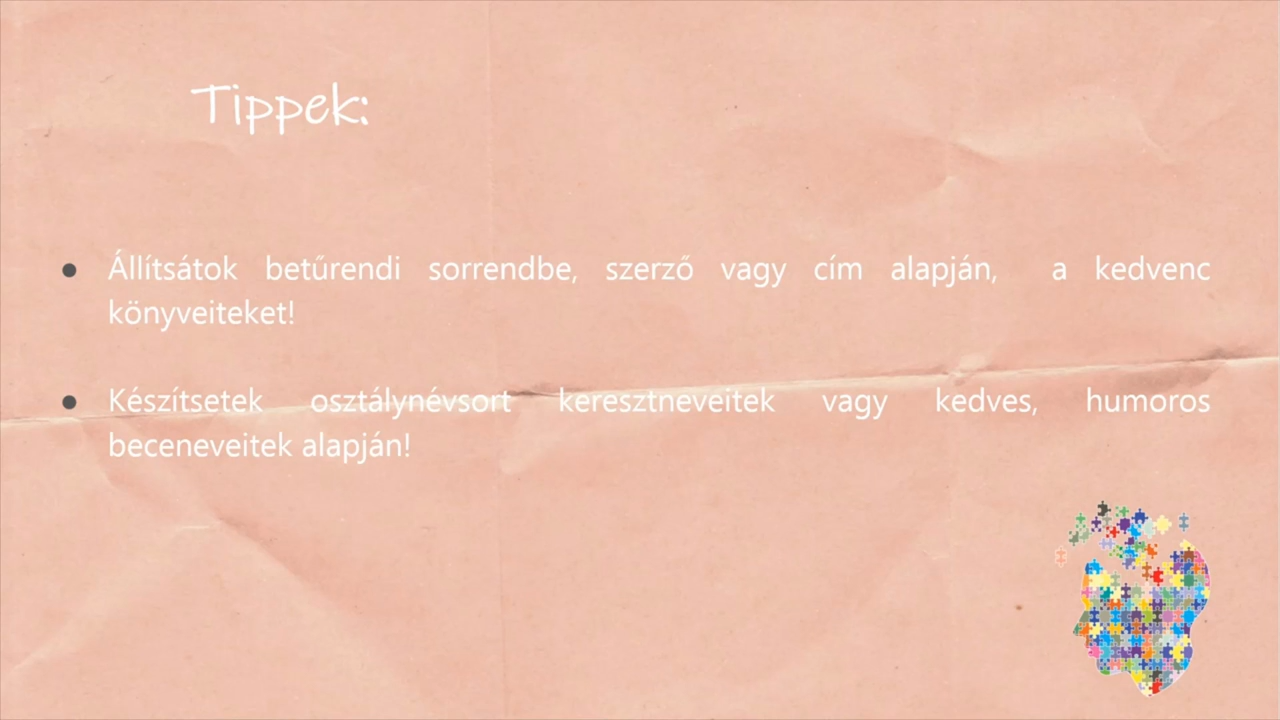 Tippek:
Állítsátok betűrendi sorrendbe, szerző vagy cím alapján, a kedvenc
könyveiteket!
Készítsetek osztálynévsort keresztneveitek vagy kedves, humoros
beceneveitek alapján!